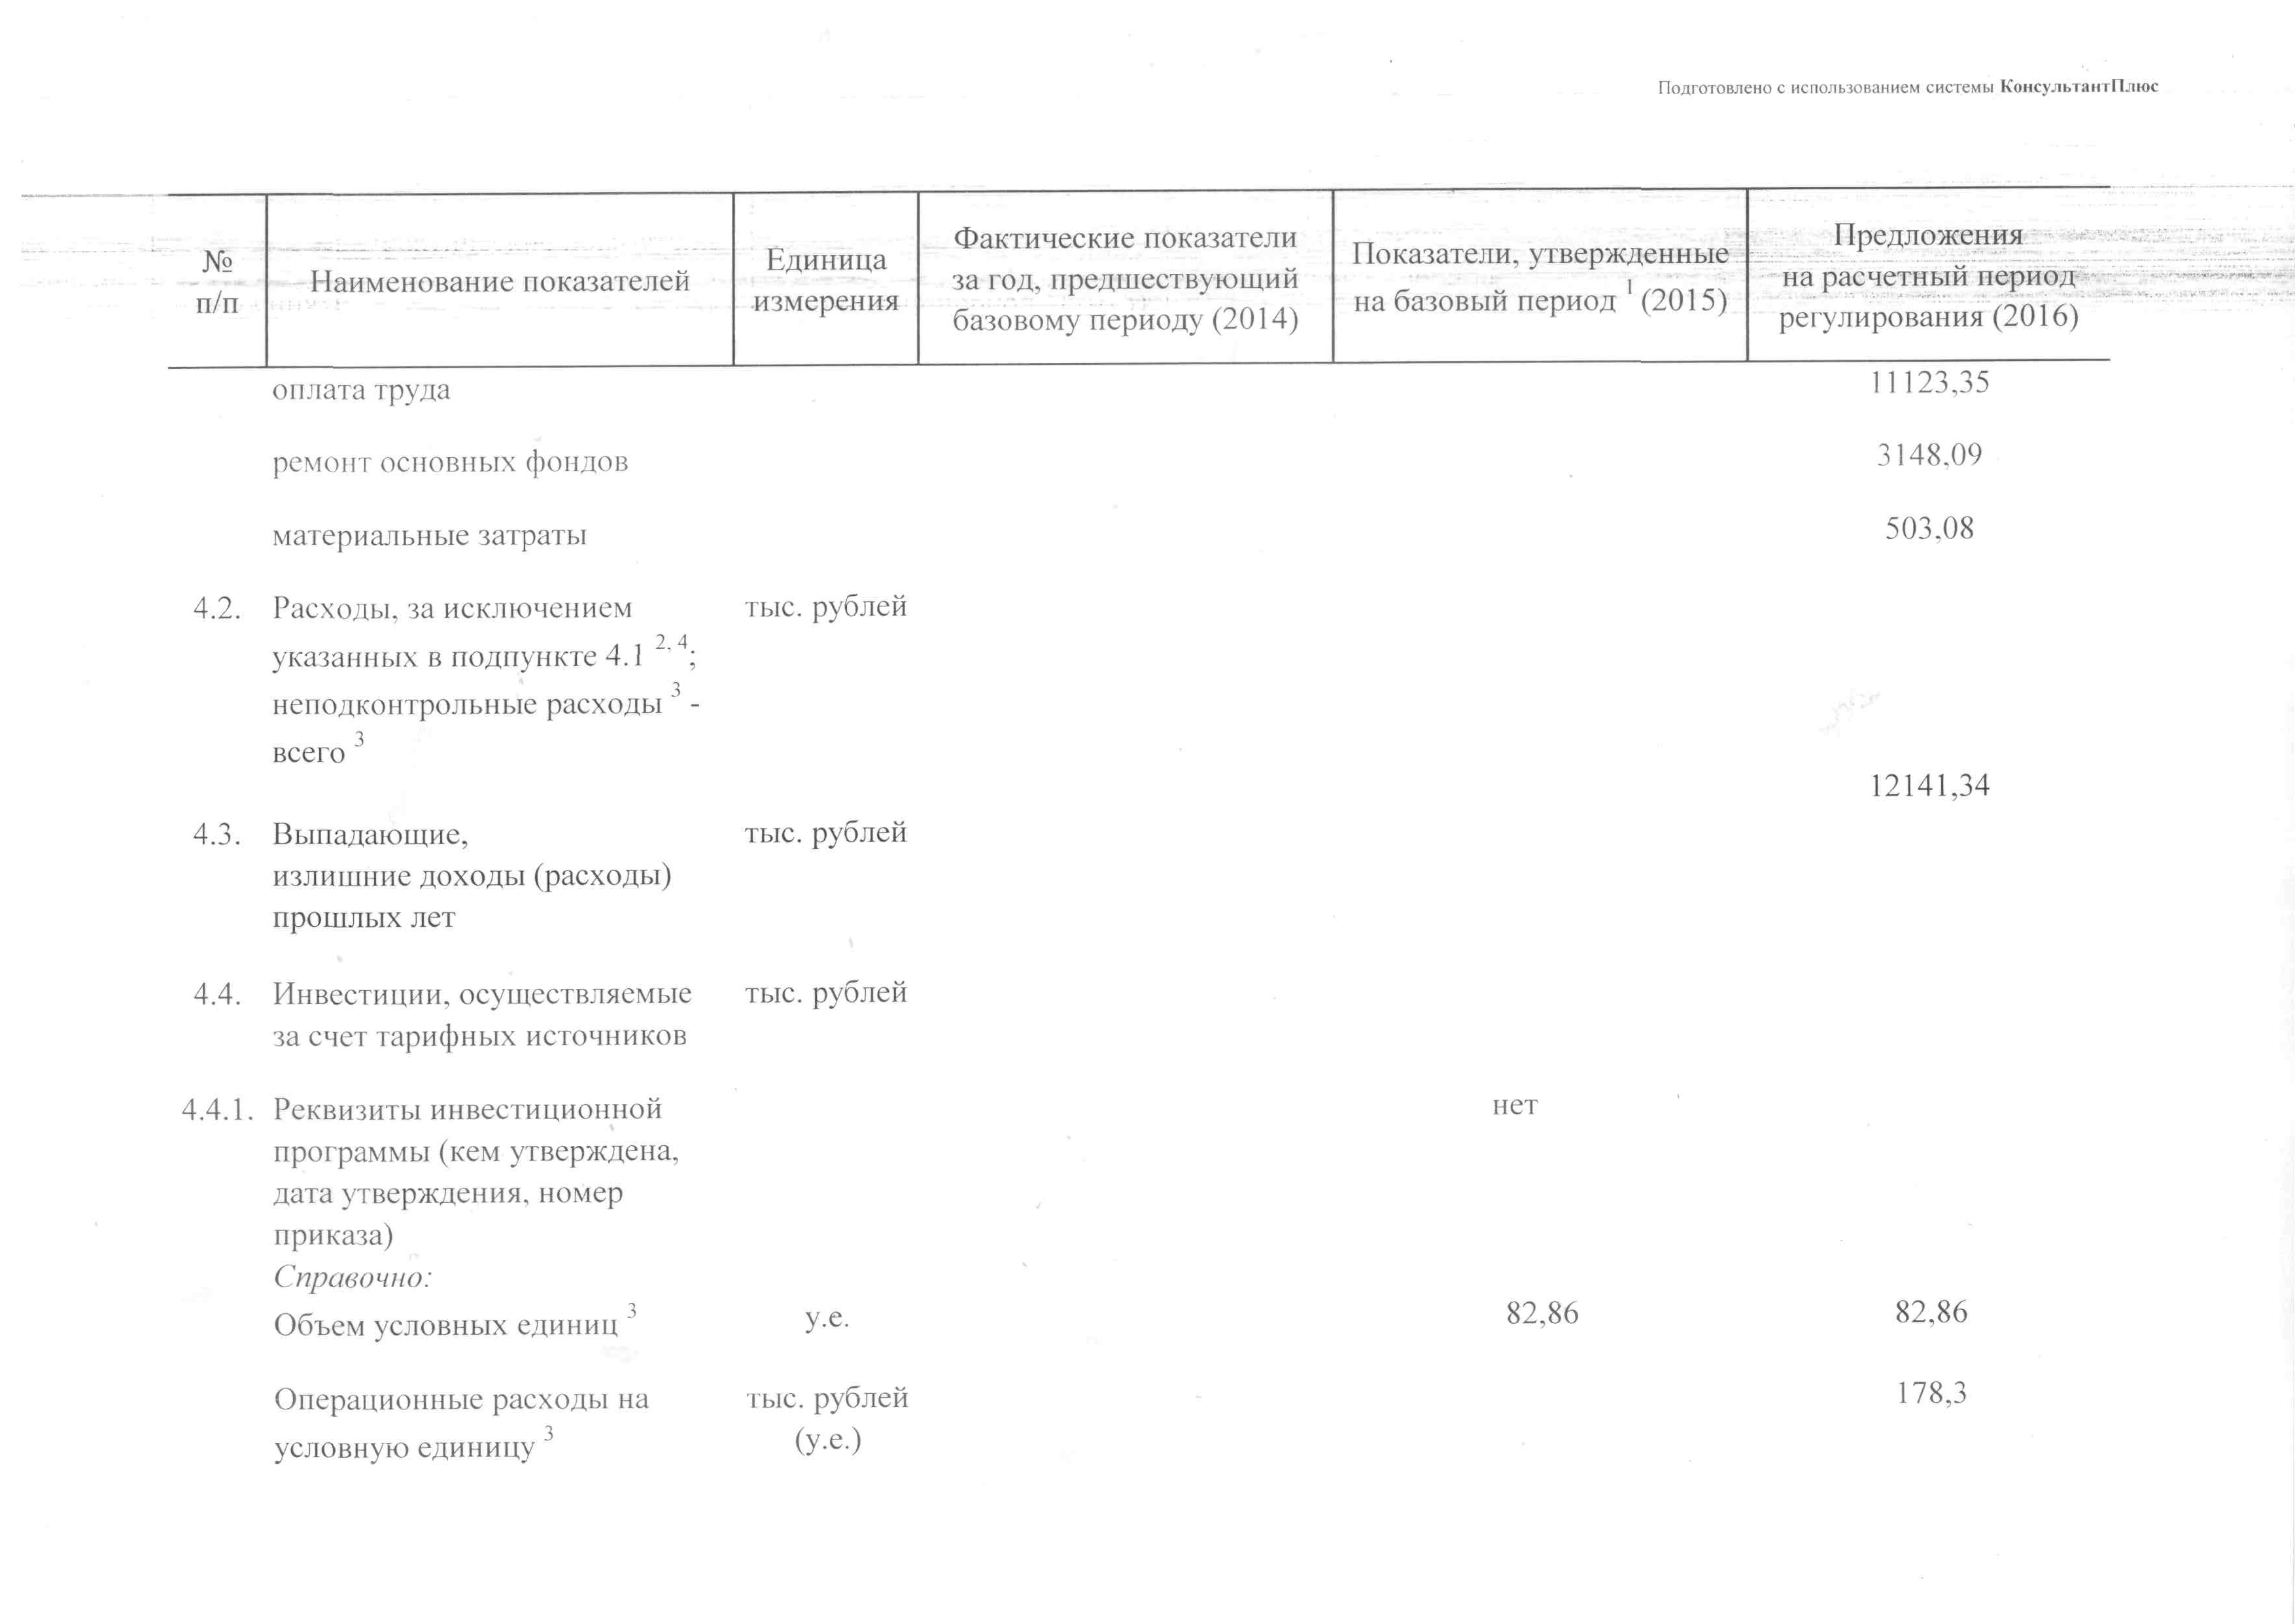 Подготовлено с использованием системы КонсультантПлюс
№ п/п
Наименование показателей
Единица измерения
Фактические показатели за год, предшествующий базовому периоду (2014)
Показатели, утвержденные на базовый период 1 (2015)
Предложения на расчетный период регулирования (2016)
оплата труда 11123,35
ремонт основных фондов 3148,09
материальные затраты 503,08
4.2. Расходы, за исключением тыс. рублей
указанных в подпункте 4.1 2, 4;
неподконтрольные расходы 3 -
всего 3
12141,34
4.3. Выпадающие, тыс. рублей
излишние доходы (расходы)
прошлых лет
4.4. Инвестиции, осуществляемые тыс. рублей
за счет тарифных источников
4.4.1. Реквизиты инвестиционной нет
программы (кем утверждена,
дата утверждения, номер
приказа)
Справочно:
Объем условных единиц 3 у.е. 82,86 82,86
Операционные расходы на тыс. рублей 178,3
условную единицу 3 (у.е.)